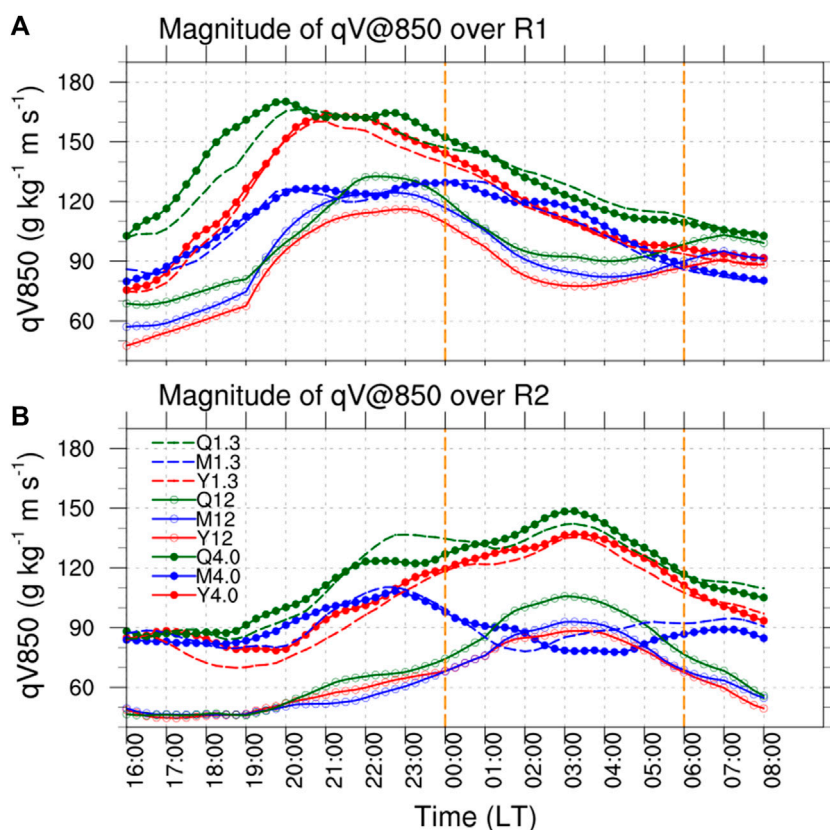 A
Magnitude of qV@850 over R1
qV850 (g kg⁻¹ m s⁻¹)
180
150
120
90
60
B
Magnitude of qV@850 over R2
qV850 (g kg⁻¹ m s⁻¹)
180
150
120
90
60
Q1.3
M1.3
Y1.3
Q12
M12
Y12
Q4.0
M4.0
Y4.0
16:00
17:00
18:00
19:00
20:00
21:00
22:00
23:00
00:00
01:00
02:00
03:00
04:00
05:00
06:00
07:00
08:00
Time (LT)